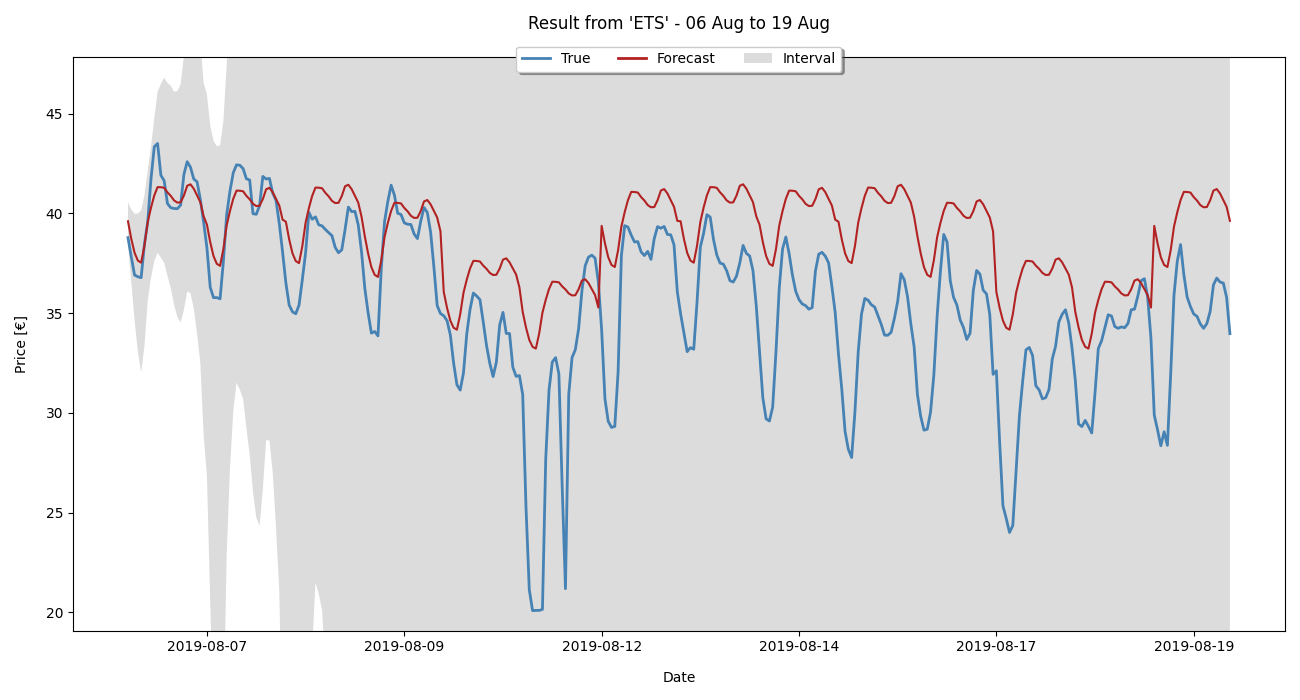 Result from 'ETS' - 06 Aug to 19 Aug
True
Forecast
Interval
45
40
35
30
25
20
Price [€]
2019-08-07
2019-08-09
2019-08-12
2019-08-14
2019-08-17
2019-08-19
Date